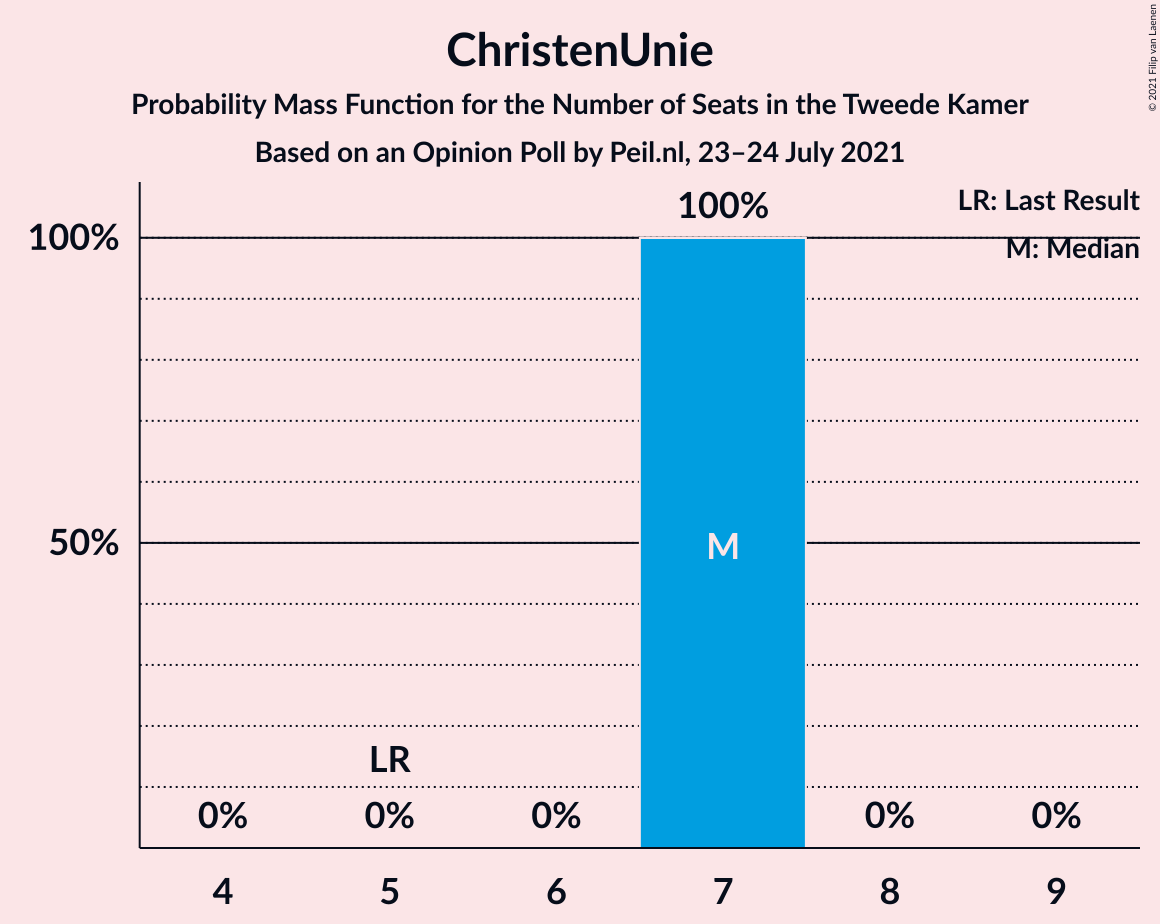 ChristenUnie
Probability Mass Function for the Number of Seats in the Tweede Kamer
Based on an Opinion Poll by Peil.nl, 23–24 July 2021
© 2021 Filip van Laenen
LR: Last Result
M: Median
100%
100%
50%
M
LR
0%
0%
0%
0%
0%
4
5
6
7
8
9